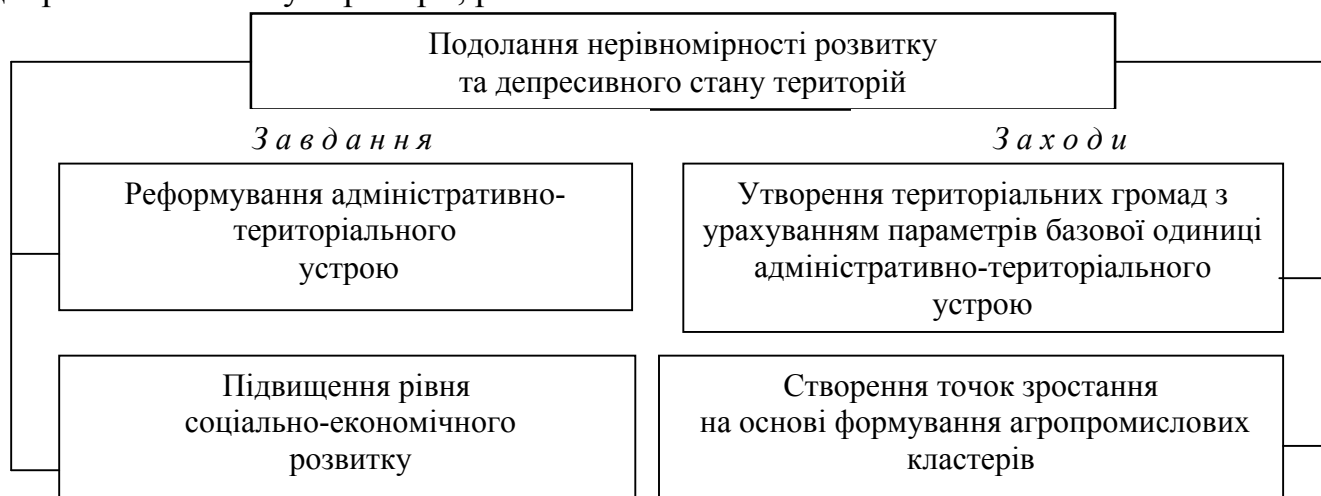 Подолання нерівномірності розвитку
та депресивного стану територій
Завдання
Заходи
Реформування адміністративно-
територіального
устрою
Утворення територіальних громад з
урахуванням параметрів базової одиниці
адміністративно-територіального
устрою
Підвищення рівня
соціально-економічного
розвитку
Створення точок зростання
на основі формування агропромислових
кластерів